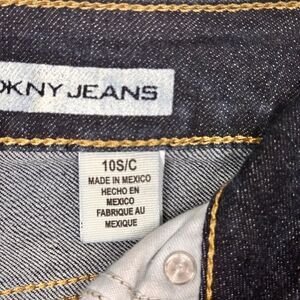 DKNY JEANS
10S/C
MADE IN MEXICO
HECHO EN
MEXICO
FABRIQUE AU
MEXIQUE